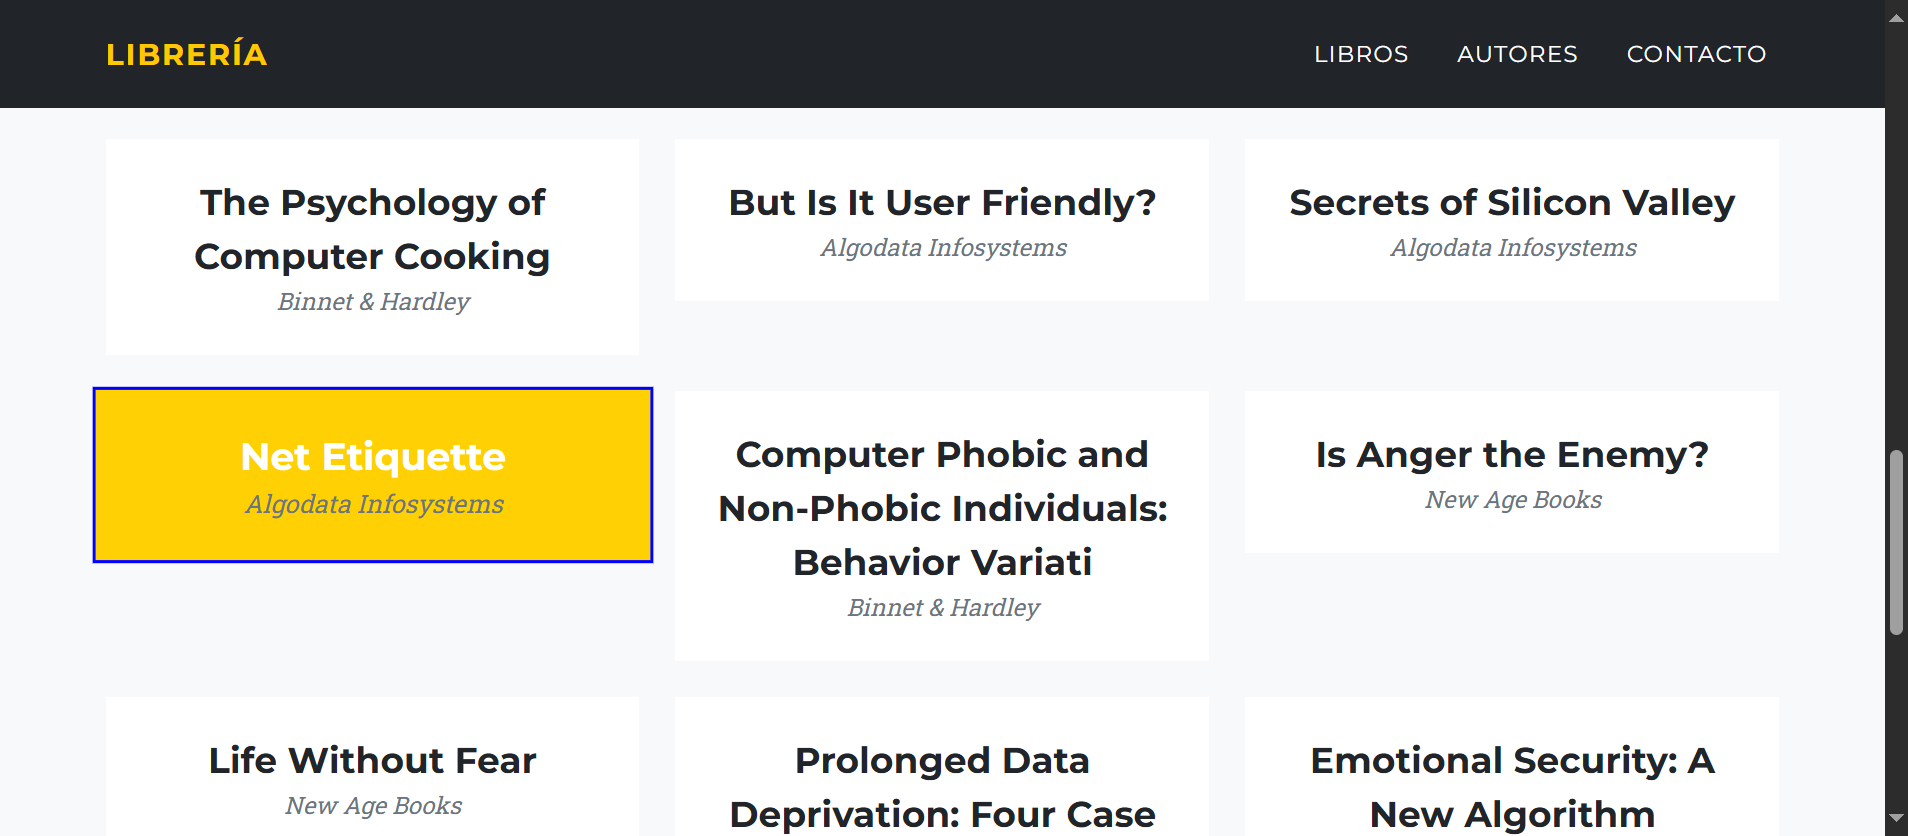 LIBRERÍA
LIBROS
AUTORES
CONTACTO
The Psychology of
Computer Cooking
Binnet & Hardley
But Is It User Friendly?
Algodata Infosystems
Secrets of Silicon Valley
Algodata Infosystems
Net Etiquette
Algodata Infosystems
Computer Phobic and
Non-Phobic Individuals:
Behavior Variati
Binnet & Hardley
Is Anger the Enemy?
New Age Books
Life Without Fear
New Age Books
Prolonged Data
Deprivation: Four Case
Emotional Security: A
New Algorithm